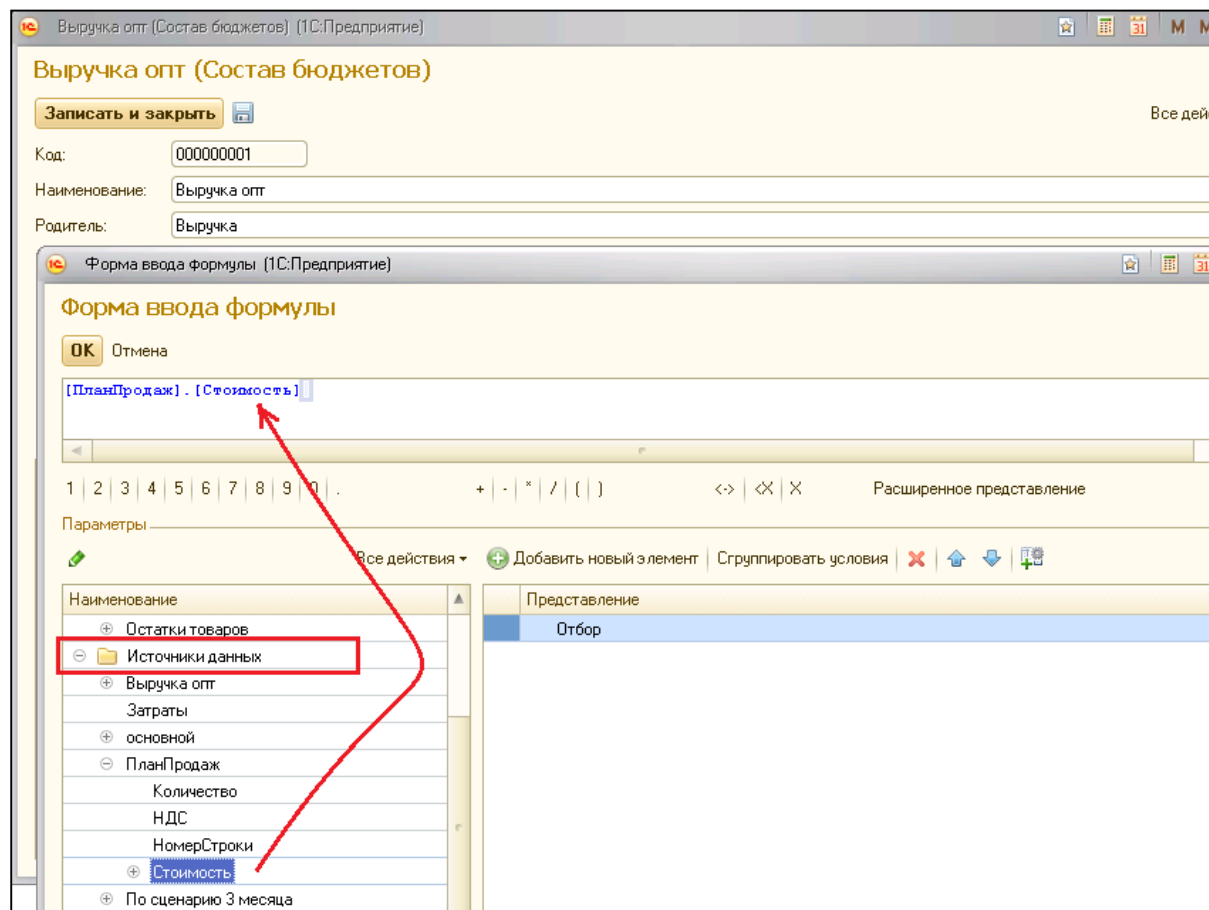 Выручка опт (Состав бюджетов) (1С:Предприятие)
31 M M
Выручка опт (Состав бюджетов)
Записать и закрыть
Все дей
Код: 000000001
Наименование: Выручка опт
Родитель: Выручка
Форма ввода формулы (1С:Предприятие)
31
Форма ввода формулы
OK Отмена
[ПланПродаж].[Стоимость]
1 2 3 4 5 6 7 8 9 0 . + - * / ( ) <-> <X X Расширенное представление
Параметры
Все действия Добавить новый элемент Сгруппировать условия
Наименование Представление
Остатки товаров Отбор
Источники данных
Выручка опт
Затраты
основной
ПланПродаж
Количество
НДС
НомерСтроки
Стоимость
По сценарию 3 месяца